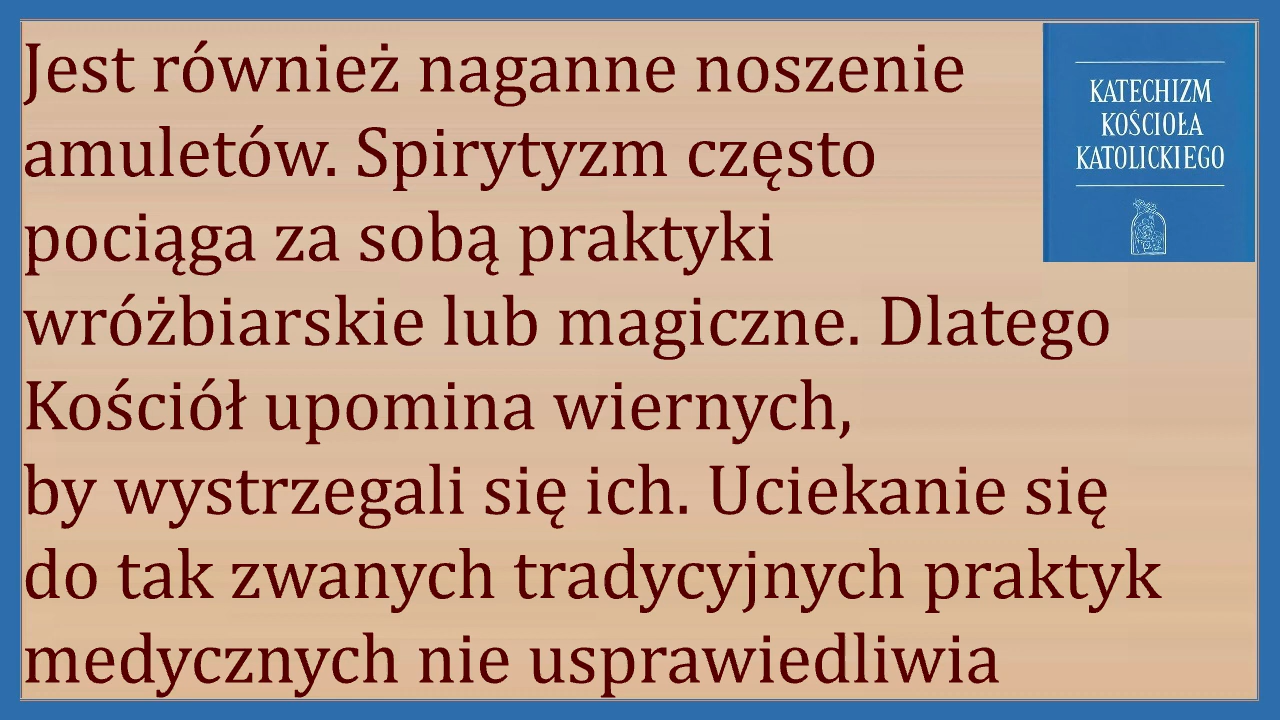 Jest również naganne noszenie
amuletów. Spirytyzm często
pociąga za sobą praktyki
wróżbiarskie lub magiczne. Dlatego
Kościół upomina wiernych,
by wystrzegali się ich. Uciekanie się
do tak zwanych tradycyjnych praktyk
medycznych nie usprawiedliwia
KATECHIZM
KOŚCIOŁA
KATOLICKIEGO